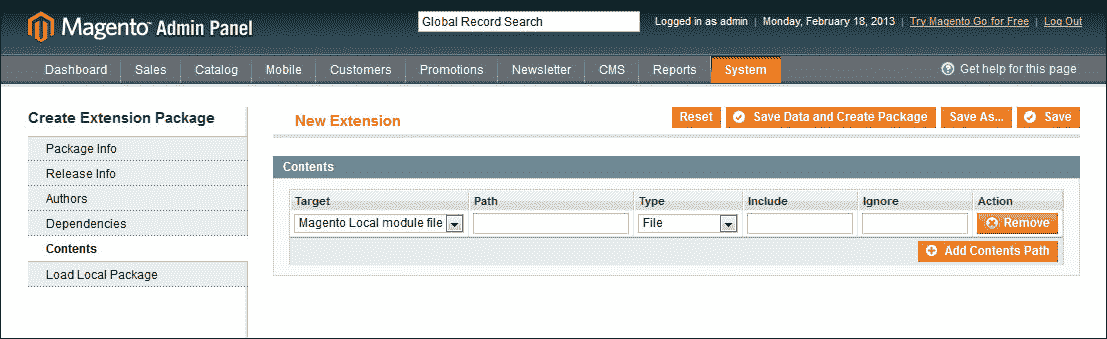 Magento™ Admin Panel
Global Record Search
Logged in as admin | Monday, February 18, 2013 | Try Magento Go for Free | Log Out
Dashboard Sales Catalog Mobile Customers Promotions Newsletter CMS Reports System Get help for this page
Create Extension Package
Package Info
Release Info
Authors
Dependencies
Contents
Load Local Package
New Extension
Reset Save Data and Create Package Save As... Save
Contents
Target Path Type Include Ignore Action
Magento Local module file File Remove
Add Contents Path